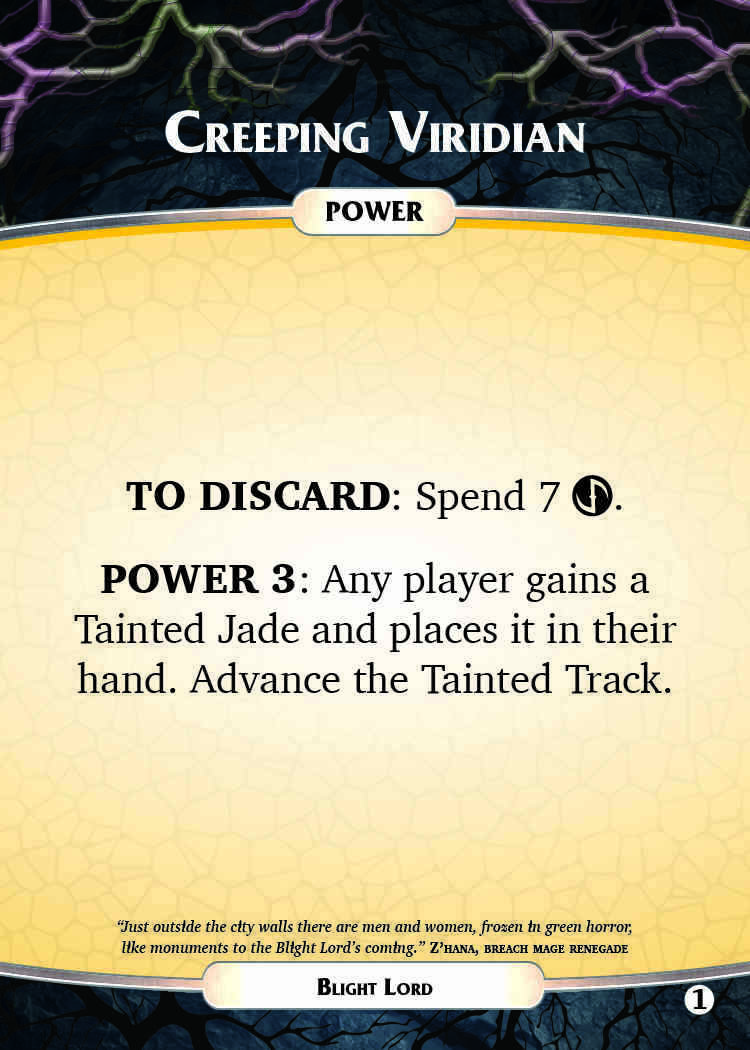 Creeping Viridian
POWER
TO DISCARD: Spend 7 .
POWER 3: Any player gains a
Tainted Jade and places it in their
hand. Advance the Tainted Track.
“Just outside the city walls there are men and women, frozen in green horror,
like monuments to the Blight Lord’s coming.” Z’HANA, BREACH MAGE RENEGADE
Blight Lord
1